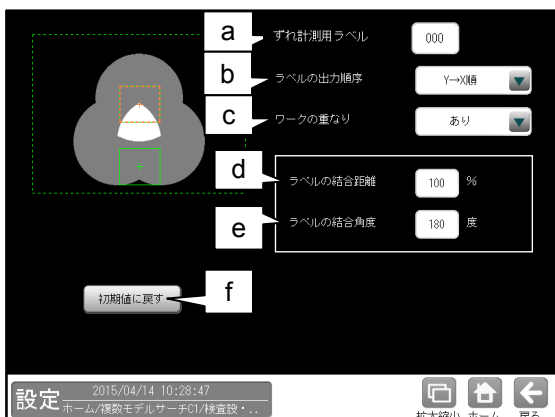 a ずれ計測用ラベル 000
b ラベルの出力順序 Y→X順
c ワークの重なり あり
d ラベルの結合距離 100 %
e ラベルの結合角度 180 度
初期値に戻す f
設定 2015/04/14 10:28:47
ホーム/複数モデルサーチC1/検査設・..
拡大縮小 ホーム 戻る